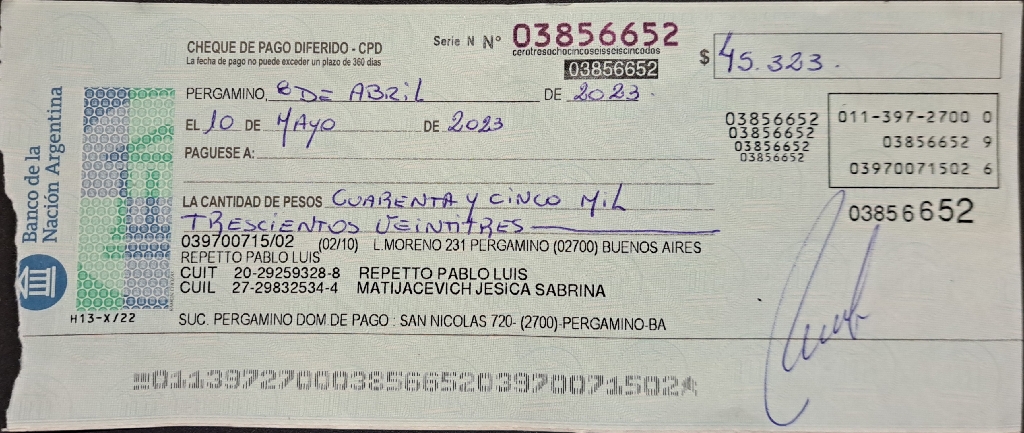 CHEQUE DE PAGO DIFERIDO - CPD
La fecha de pago no puede exceder un plazo de 360 días
Serie N Nº 03856652
cerotresochocincoseisseiscincodos
03856652
$ 45.323.
PERGAMINO, 8 DE ABRIL DE 2023.
EL 10 DE MAYO DE 2023
PAGUESE A:
LA CANTIDAD DE PESOS CUARENTA Y CINCO MIL
TRESCIENTOS VEINTITRES
039700715/02 (02/10) L.MORENO 231 PERGAMINO (02700) BUENOS AIRES
REPETTO PABLO LUIS
CUIT 20-29259328-8 REPETTO PABLO LUIS
CUIL 27-29832534-4 MATIJACEVICH JESICA SABRINA
SUC. PERGAMINO DOM DE PAGO : SAN NICOLAS 720- (2700)-PERGAMINO-BA
Banco de la
Nación Argentina
H13-X/22
03856652
03856652
03856652
03856652
011-397-2700 0
03856652 9
03970071502 6
03856652
01139727000385665203970071502